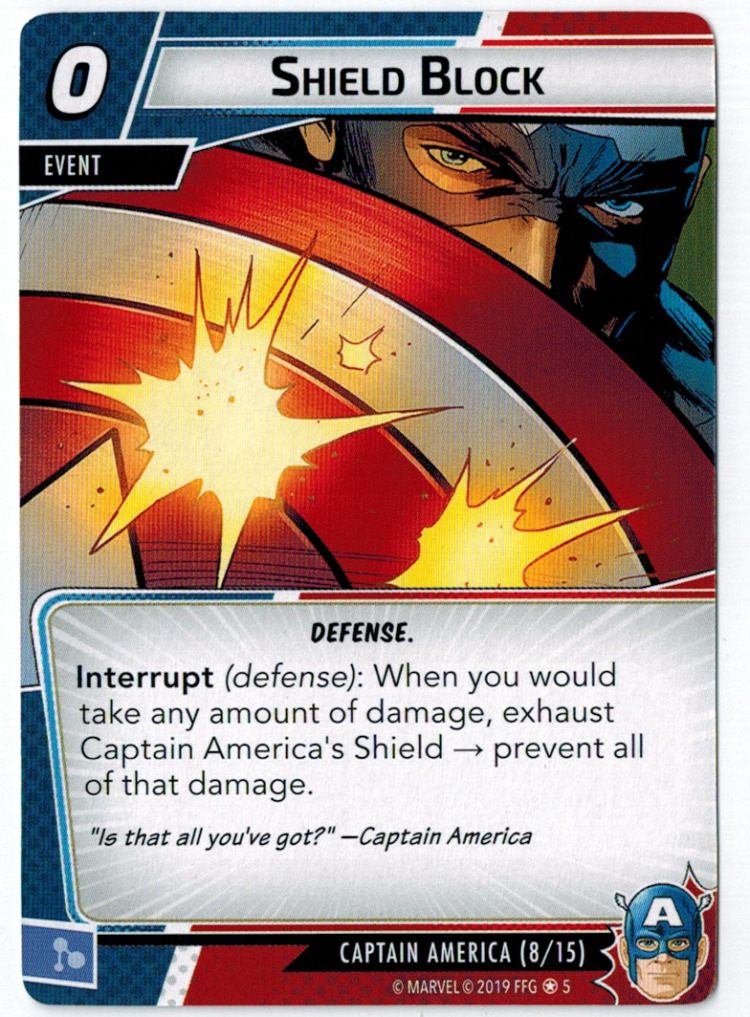 0
SHIELD BLOCK
EVENT
DEFENSE.
Interrupt (defense): When you would
take any amount of damage, exhaust
Captain America's Shield → prevent all
of that damage.
"Is that all you've got?" —Captain America
CAPTAIN AMERICA (8/15)
© MARVEL © 2019 FFG ✪ 5
A